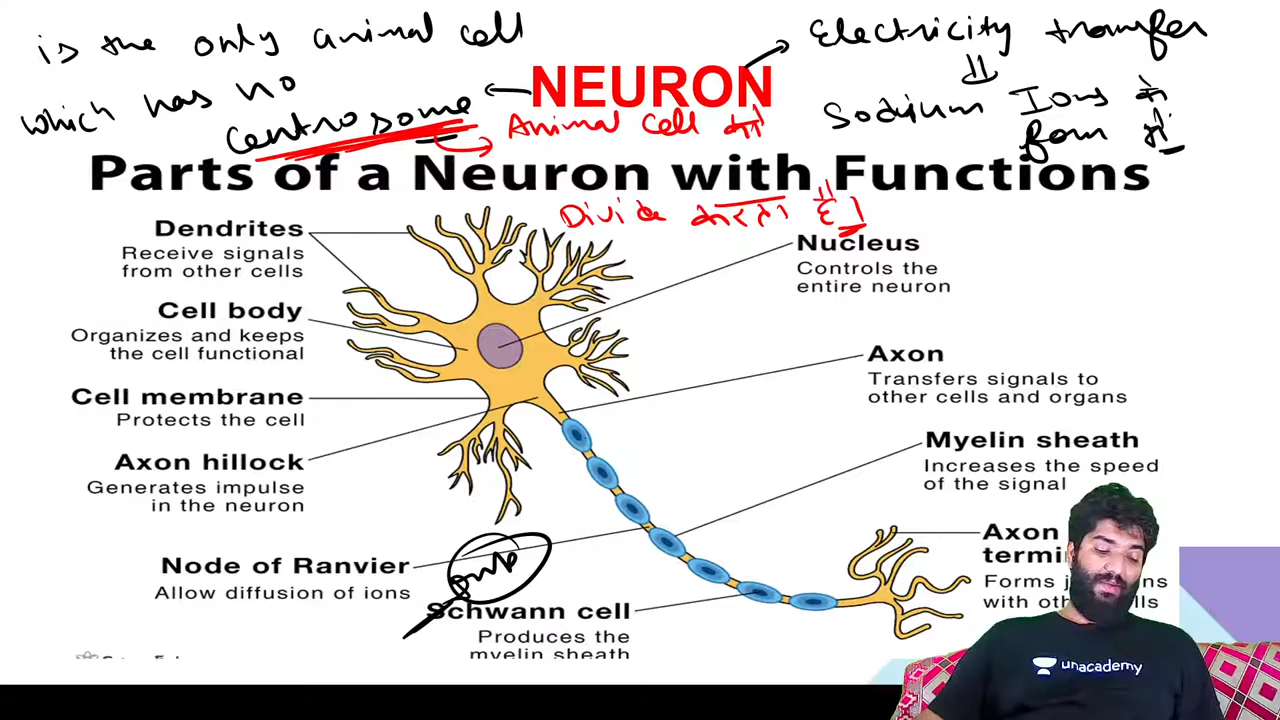 is the only animal cell
which has no
centrosome
Electricity transfer
Sodium Ions के
form में
NEURON
Animal Cell को
Parts of a Neuron with Functions
Divide करता है
Dendrites
Receive signals
from other cells
Cell body
Organizes and keeps
the cell functional
Cell membrane
Protects the cell
Axon hillock
Generates impulse
in the neuron
Node of Ranvier
Allow diffusion of ions
Schwann cell
Produces the
myelin sheath
Nucleus
Controls the
entire neuron
Axon
Transfers signals to
other cells and organs
Myelin sheath
Increases the speed
of the signal
Axon
Forms
with
unacademy